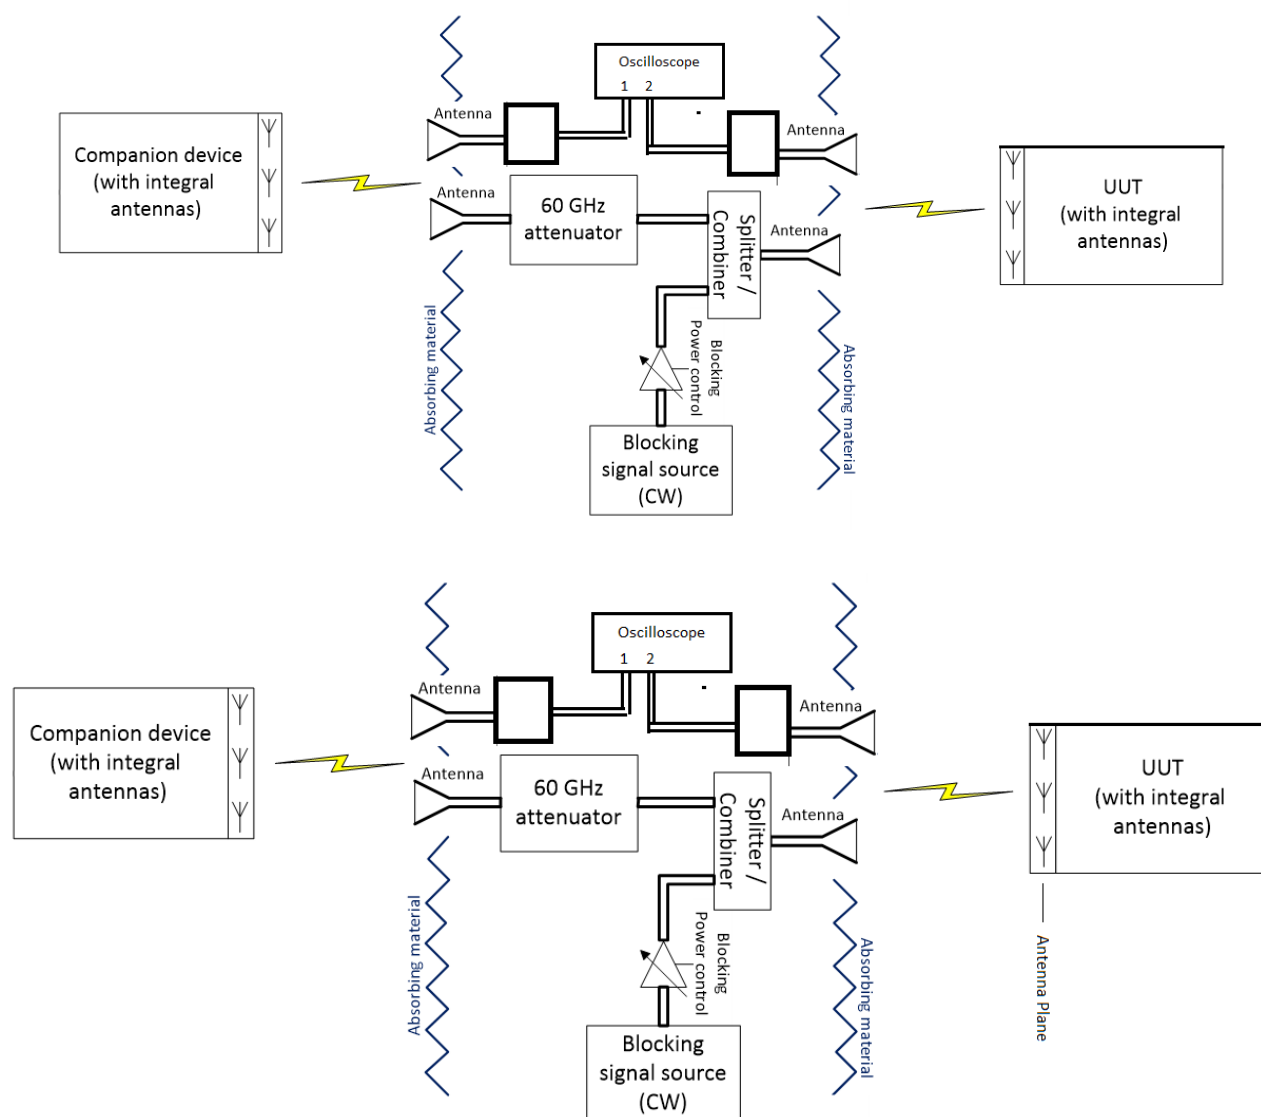 Oscilloscope
1 2
Antenna
Antenna
Companion device
(with integral
antennas)
Antenna
60 GHz
attenuator
Splitter /
Combiner
Antenna
UUT
(with integral
antennas)
Absorbing material
Blocking
Power control
Absorbing material
Blocking
signal source
(CW)
Oscilloscope
1 2
Antenna
Antenna
Companion device
(with integral
antennas)
Antenna
60 GHz
attenuator
Splitter /
Combiner
Antenna
UUT
(with integral
antennas)
Absorbing material
Blocking
Power control
Absorbing material
Antenna Plane
Blocking
signal source
(CW)